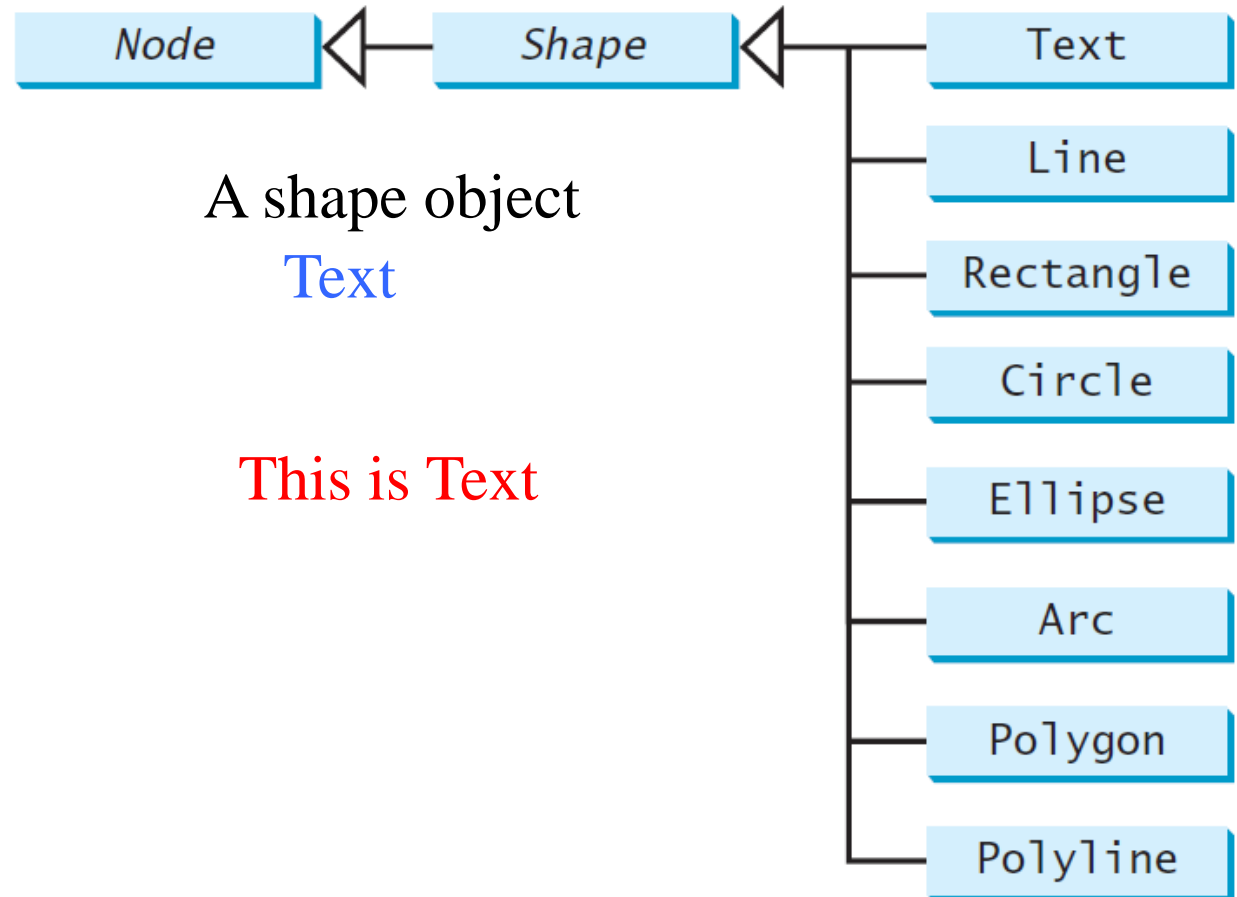 Node
Shape
Text
Line
A shape object
Text
Rectangle
Circle
This is Text
Ellipse
Arc
Polygon
Polyline